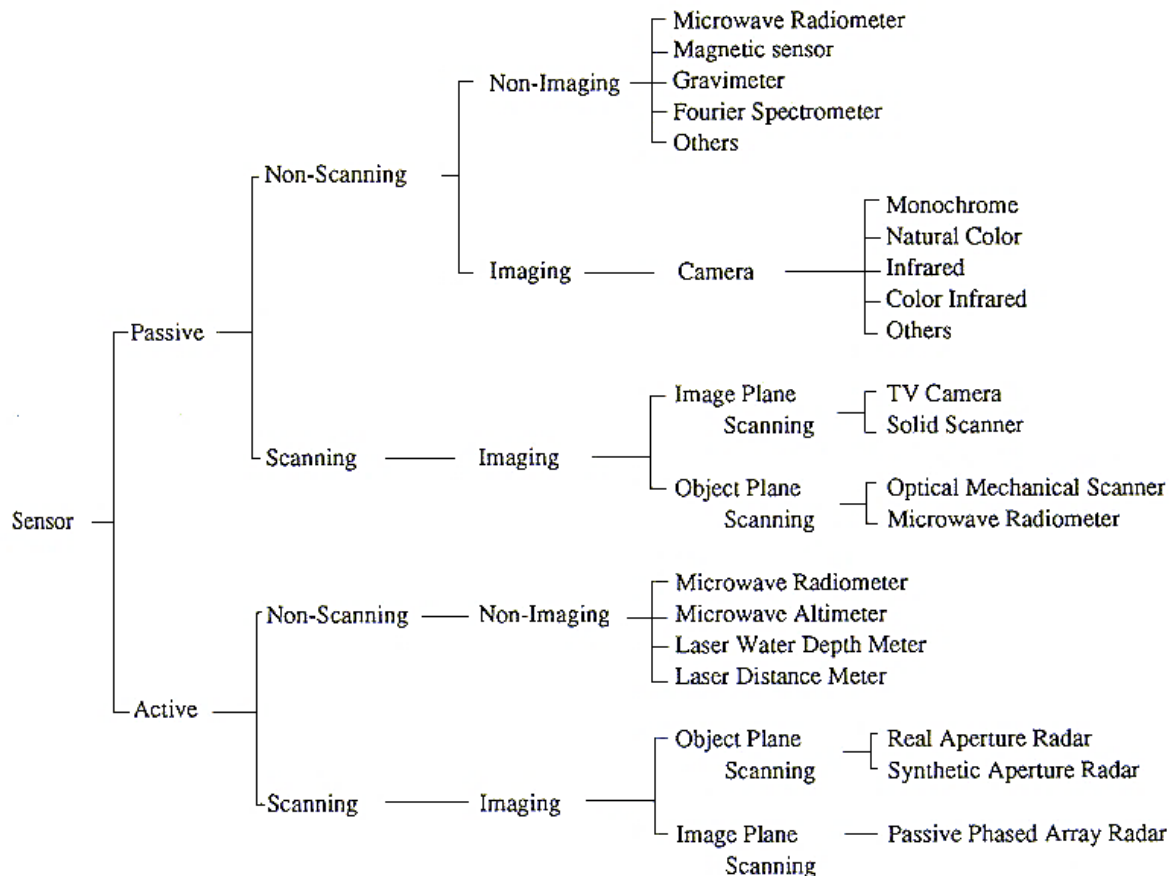 Microwave Radiometer
Magnetic sensor
Non-Imaging
Gravimeter
Fourier Spectrometer
Others
Non-Scanning
Monochrome
Natural Color
Imaging
Camera
Infrared
Color Infrared
Others
Passive
Image Plane
Scanning
TV Camera
Solid Scanner
Scanning
Imaging
Object Plane
Scanning
Optical Mechanical Scanner
Microwave Radiometer
Sensor
Non-Scanning
Non-Imaging
Microwave Radiometer
Microwave Altimeter
Laser Water Depth Meter
Laser Distance Meter
Active
Object Plane
Scanning
Real Aperture Radar
Synthetic Aperture Radar
Scanning
Imaging
Image Plane
Scanning
Passive Phased Array Radar